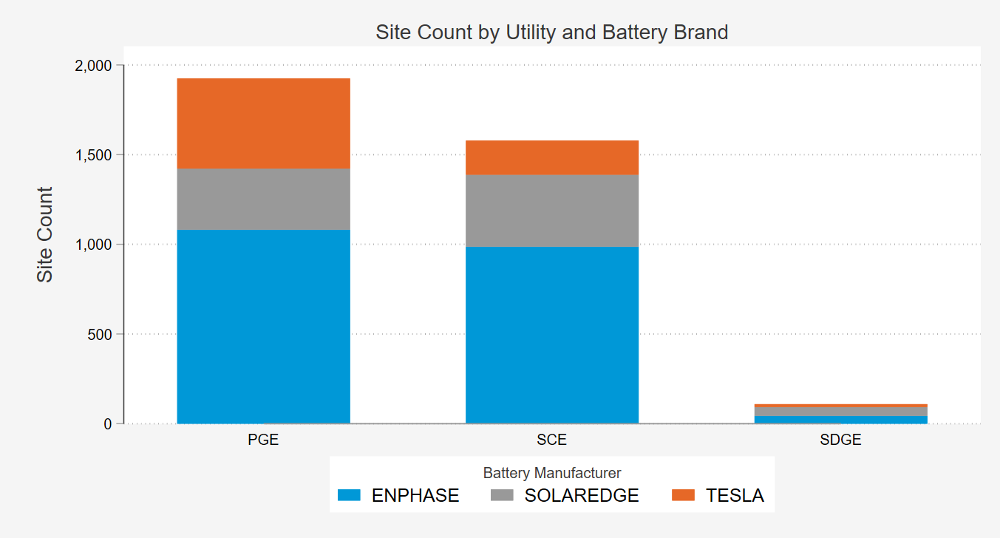 Site Count by Utility and Battery Brand
2,000
1,500
1,000
500
0
Site Count
PGE
SCE
SDGE
Battery Manufacturer
ENPHASE
SOLAREDGE
TESLA